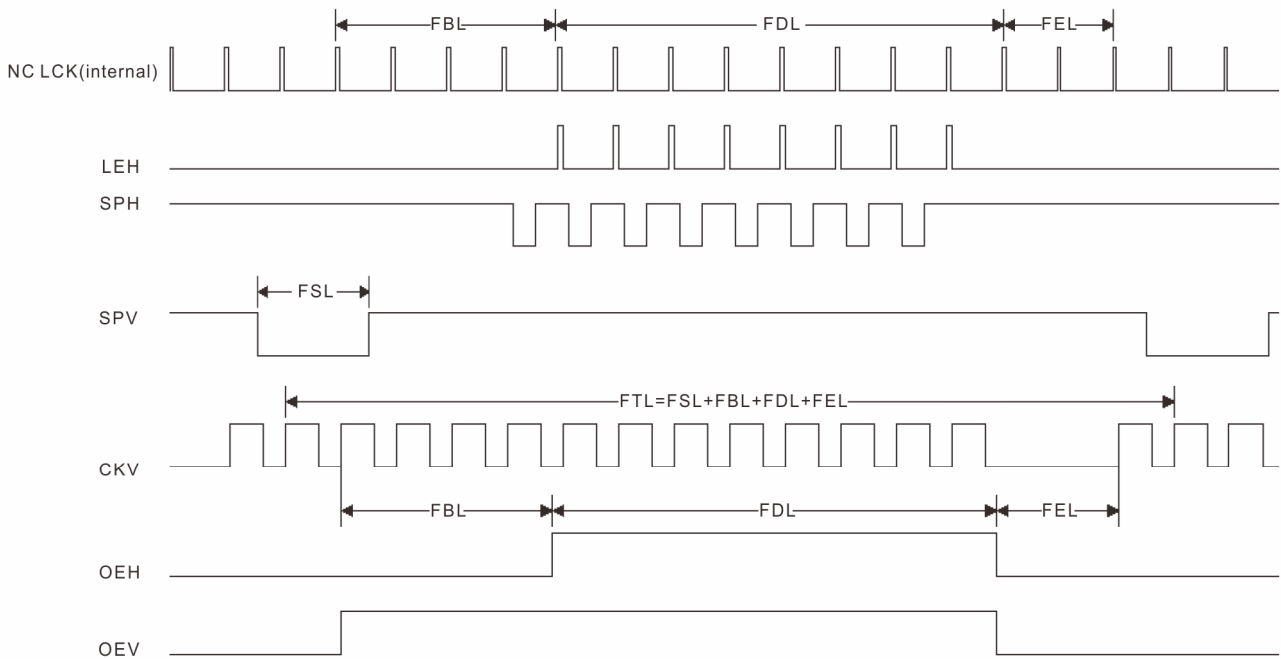 FBL FDL FEL
NC LCK(internal)
LEH
SPH
FSL
SPV
FTL=FSL+FBL+FDL+FEL
CKV
FBL FDL FEL
OEH
OEV